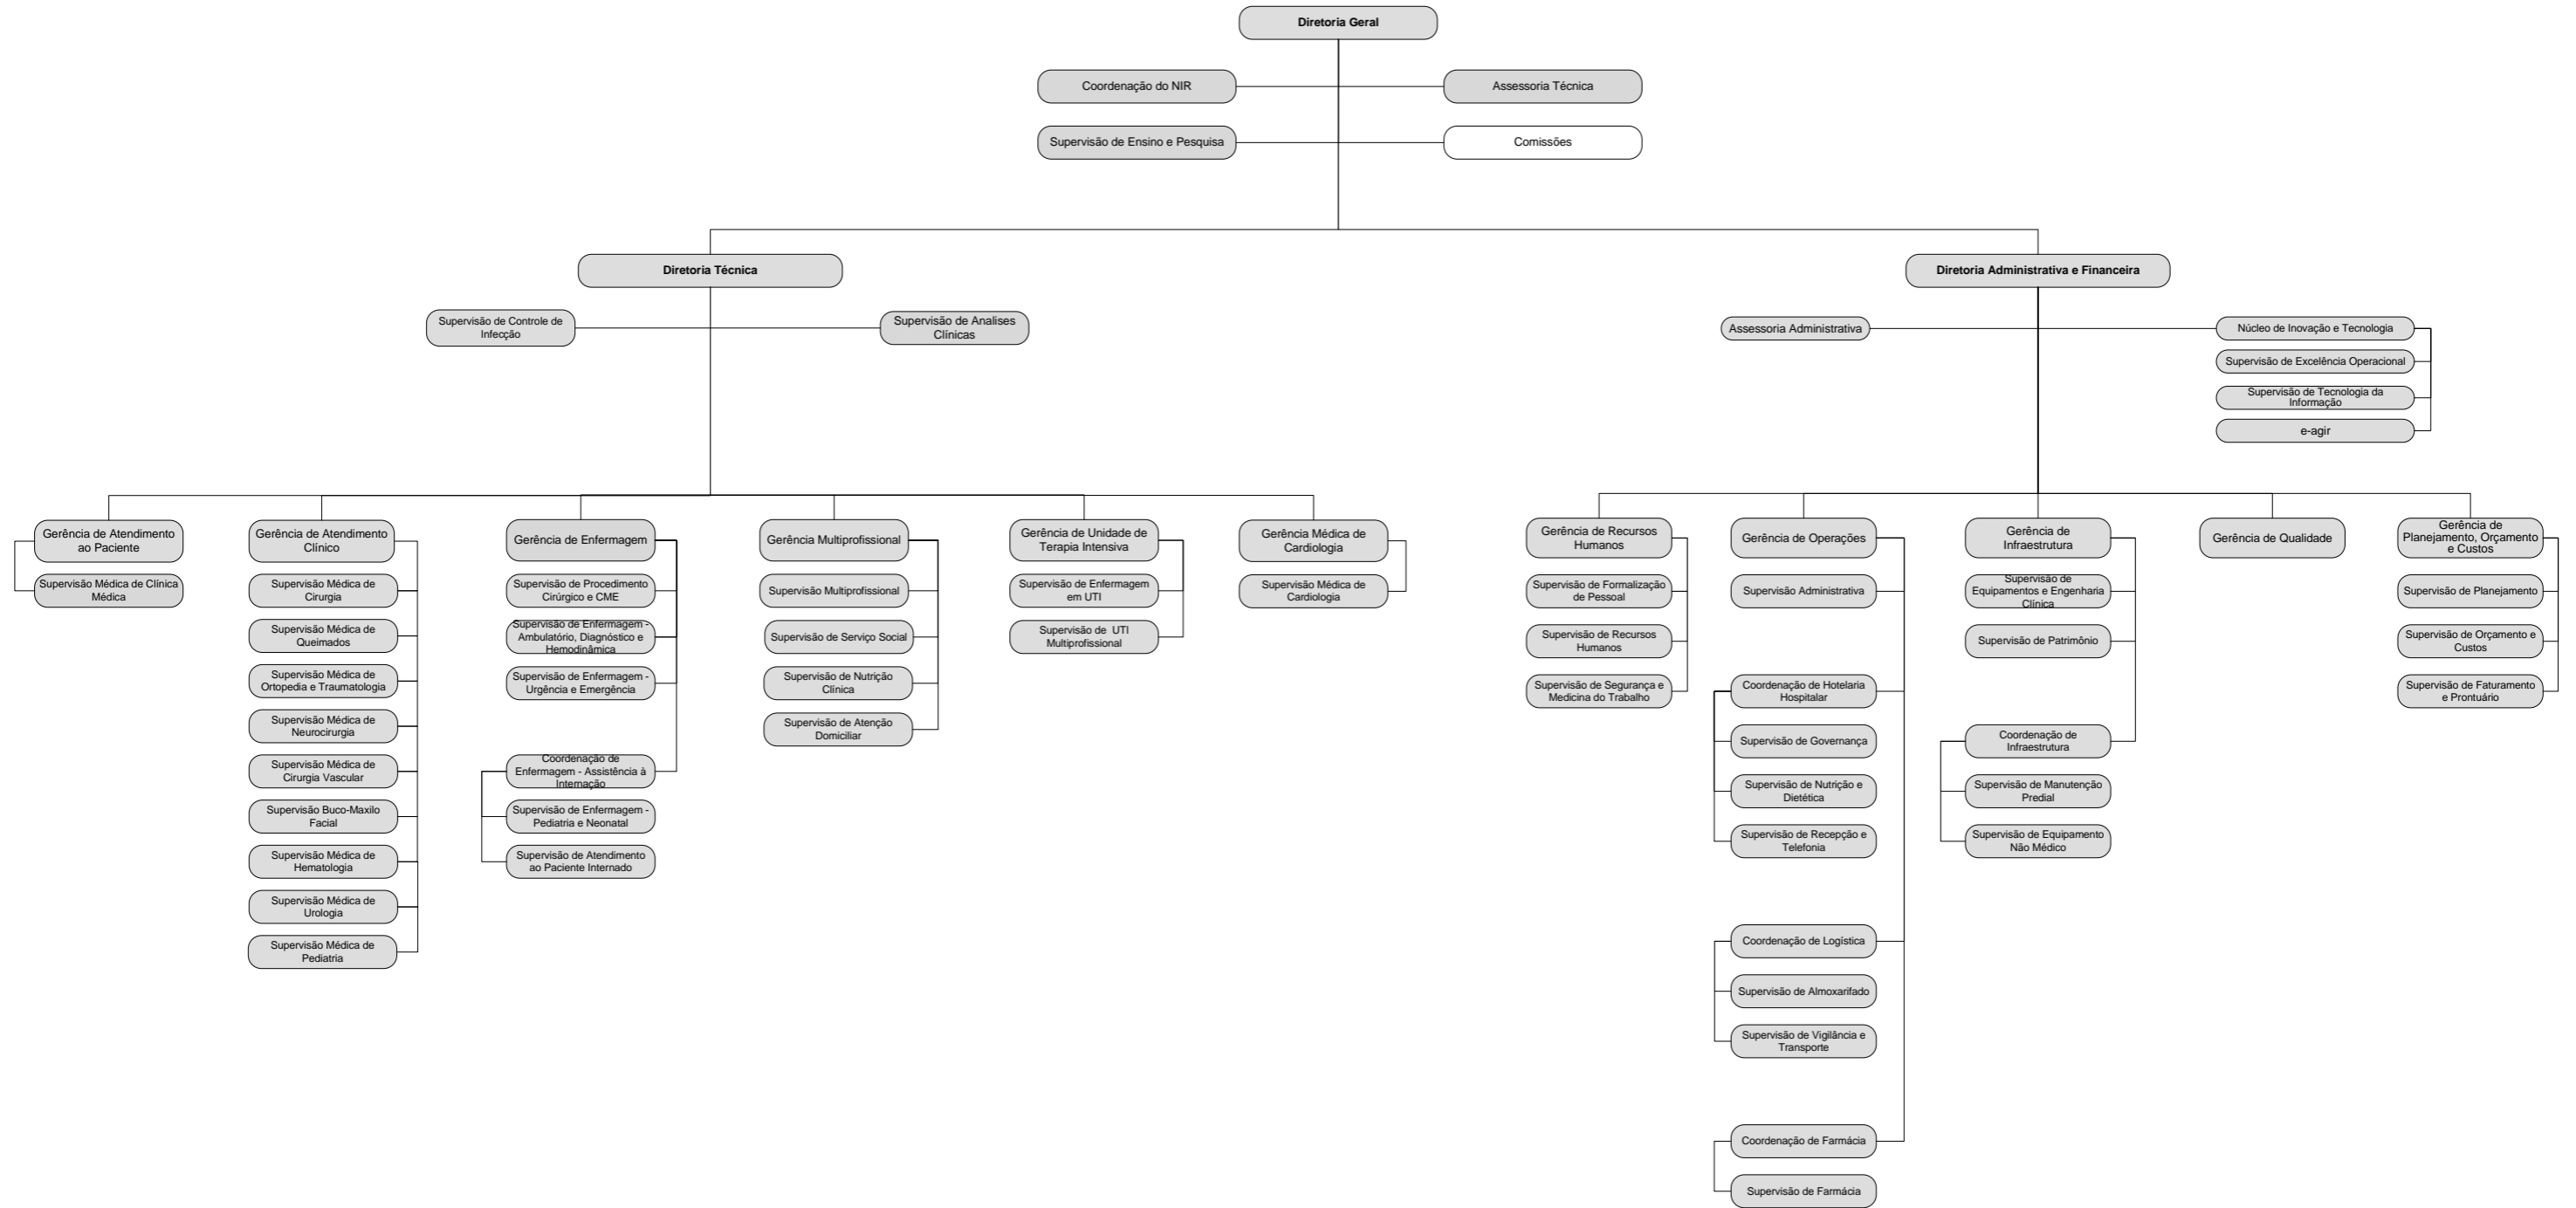 Diretoria Geral
Coordenação do NIR
Assessoria Técnica
Supervisão de Ensino e Pesquisa
Comissões
Diretoria Técnica
Diretoria Administrativa e Financeira
Supervisão de Controle de
Infecção
Supervisão de Analises
Clínicas
Assessoria Administrativa
Núcleo de Inovação e Tecnologia
Supervisão de Excelência Operacional
Supervisão de Tecnologia da
Informação
e-agir
Gerência de Atendimento
ao Paciente
Supervisão Médica de Clínica
Médica
Gerência de Atendimento
Clínico
Supervisão Médica de
Cirurgia
Supervisão Médica de
Queimados
Supervisão Médica de
Ortopedia e Traumatologia
Supervisão Médica de
Neurocirurgia
Supervisão Médica de
Cirurgia Vascular
Supervisão Buco-Maxilo
Facial
Supervisão Médica de
Hematologia
Supervisão Médica de
Urologia
Supervisão Médica de
Pediatria
Gerência de Enfermagem
Supervisão de Procedimento
Cirúrgico e CME
Supervisão de Enfermagem -
Ambulatório, Diagnóstico e
Hemodinâmica
Supervisão de Enfermagem -
Urgência e Emergência
Coordenação de
Enfermagem - Assistência à
Internação
Supervisão de Enfermagem -
Pediatria e Neonatal
Supervisão de Atendimento
ao Paciente Internado
Gerência Multiprofissional
Supervisão Multiprofissional
Supervisão de Serviço Social
Supervisão de Nutrição
Clínica
Supervisão de Atenção
Domiciliar
Gerência de Unidade de
Terapia Intensiva
Supervisão de Enfermagem
em UTI
Supervisão de UTI
Multiprofissional
Gerência Médica de
Cardiologia
Supervisão Médica de
Cardiologia
Gerência de Recursos
Humanos
Supervisão de Formalização
de Pessoal
Supervisão de Recursos
Humanos
Supervisão de Segurança e
Medicina do Trabalho
Gerência de Operações
Supervisão Administrativa
Coordenação de Hotelaria
Hospitalar
Supervisão de Governança
Supervisão de Nutrição e
Dietética
Supervisão de Recepção e
Telefonia
Coordenação de Logística
Supervisão de Almoxarifado
Supervisão de Vigilância e
Transporte
Coordenação de Farmácia
Supervisão de Farmácia
Gerência de
Infraestrutura
Supervisão de
Equipamentos e Engenharia
Clínica
Supervisão de Patrimônio
Coordenação de
Infraestrutura
Supervisão de Manutenção
Predial
Supervisão de Equipamento
Não Médico
Gerência de Qualidade
Gerência de
Planejamento, Orçamento
e Custos
Supervisão de Planejamento
Supervisão de Orçamento e
Custos
Supervisão de Faturamento
e Prontuário